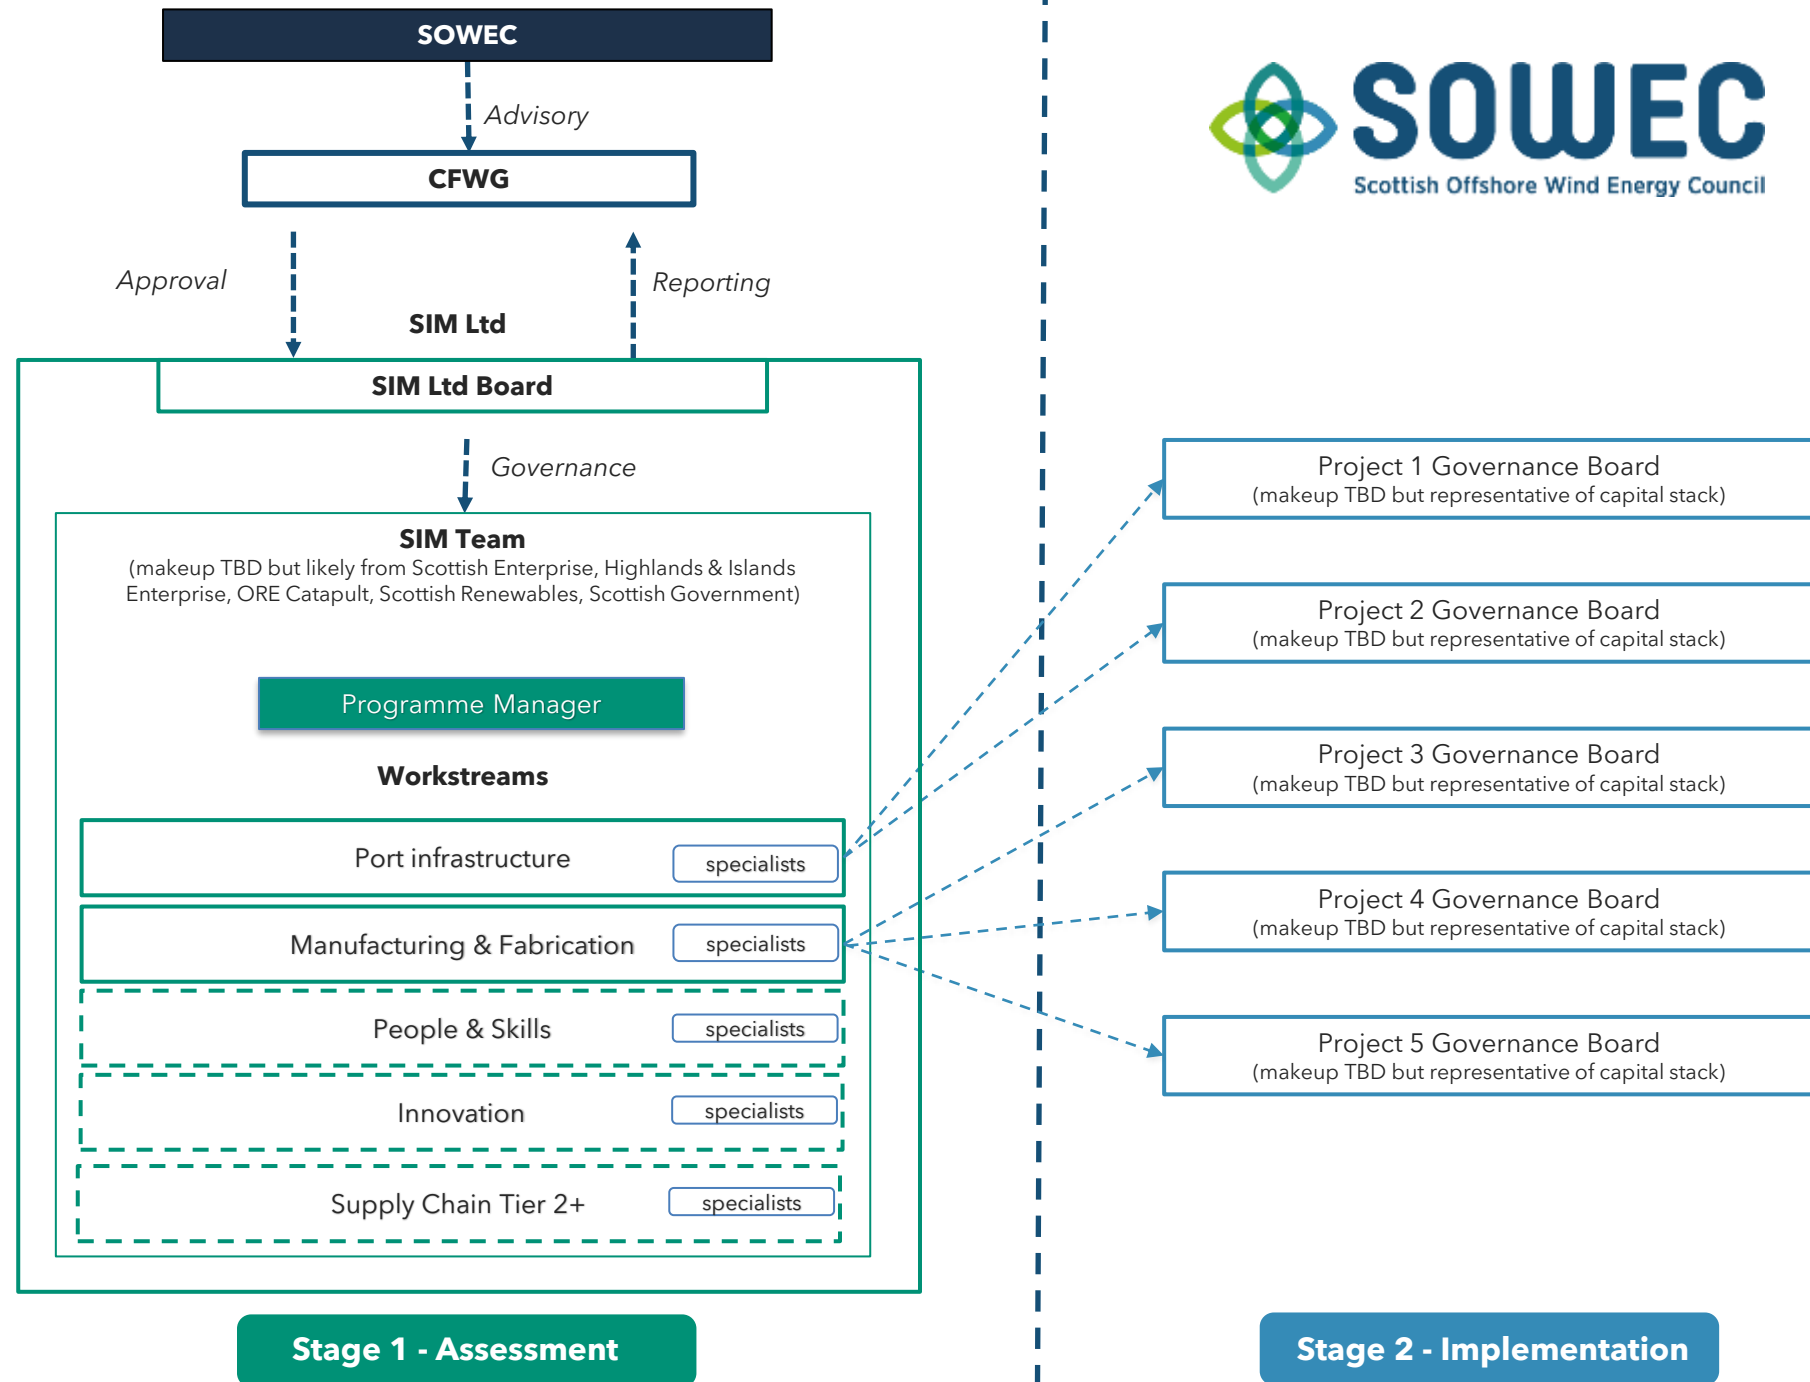 SOWEC
Advisory
CFWG
Approval
Reporting
SIM Ltd
SIM Ltd Board
Governance
SIM Team
(makeup TBD but likely from Scottish Enterprise, Highlands & Islands
Enterprise, ORE Catapult, Scottish Renewables, Scottish Government)
Programme Manager
Workstreams
Port infrastructure
specialists
Manufacturing & Fabrication
specialists
People & Skills
specialists
Innovation
specialists
Supply Chain Tier 2+
specialists
Stage 1 - Assessment
SOWEC
Scottish Offshore Wind Energy Council
Project 1 Governance Board
(makeup TBD but representative of capital stack)
Project 2 Governance Board
(makeup TBD but representative of capital stack)
Project 3 Governance Board
(makeup TBD but representative of capital stack)
Project 4 Governance Board
(makeup TBD but representative of capital stack)
Project 5 Governance Board
(makeup TBD but representative of capital stack)
Stage 2 - Implementation